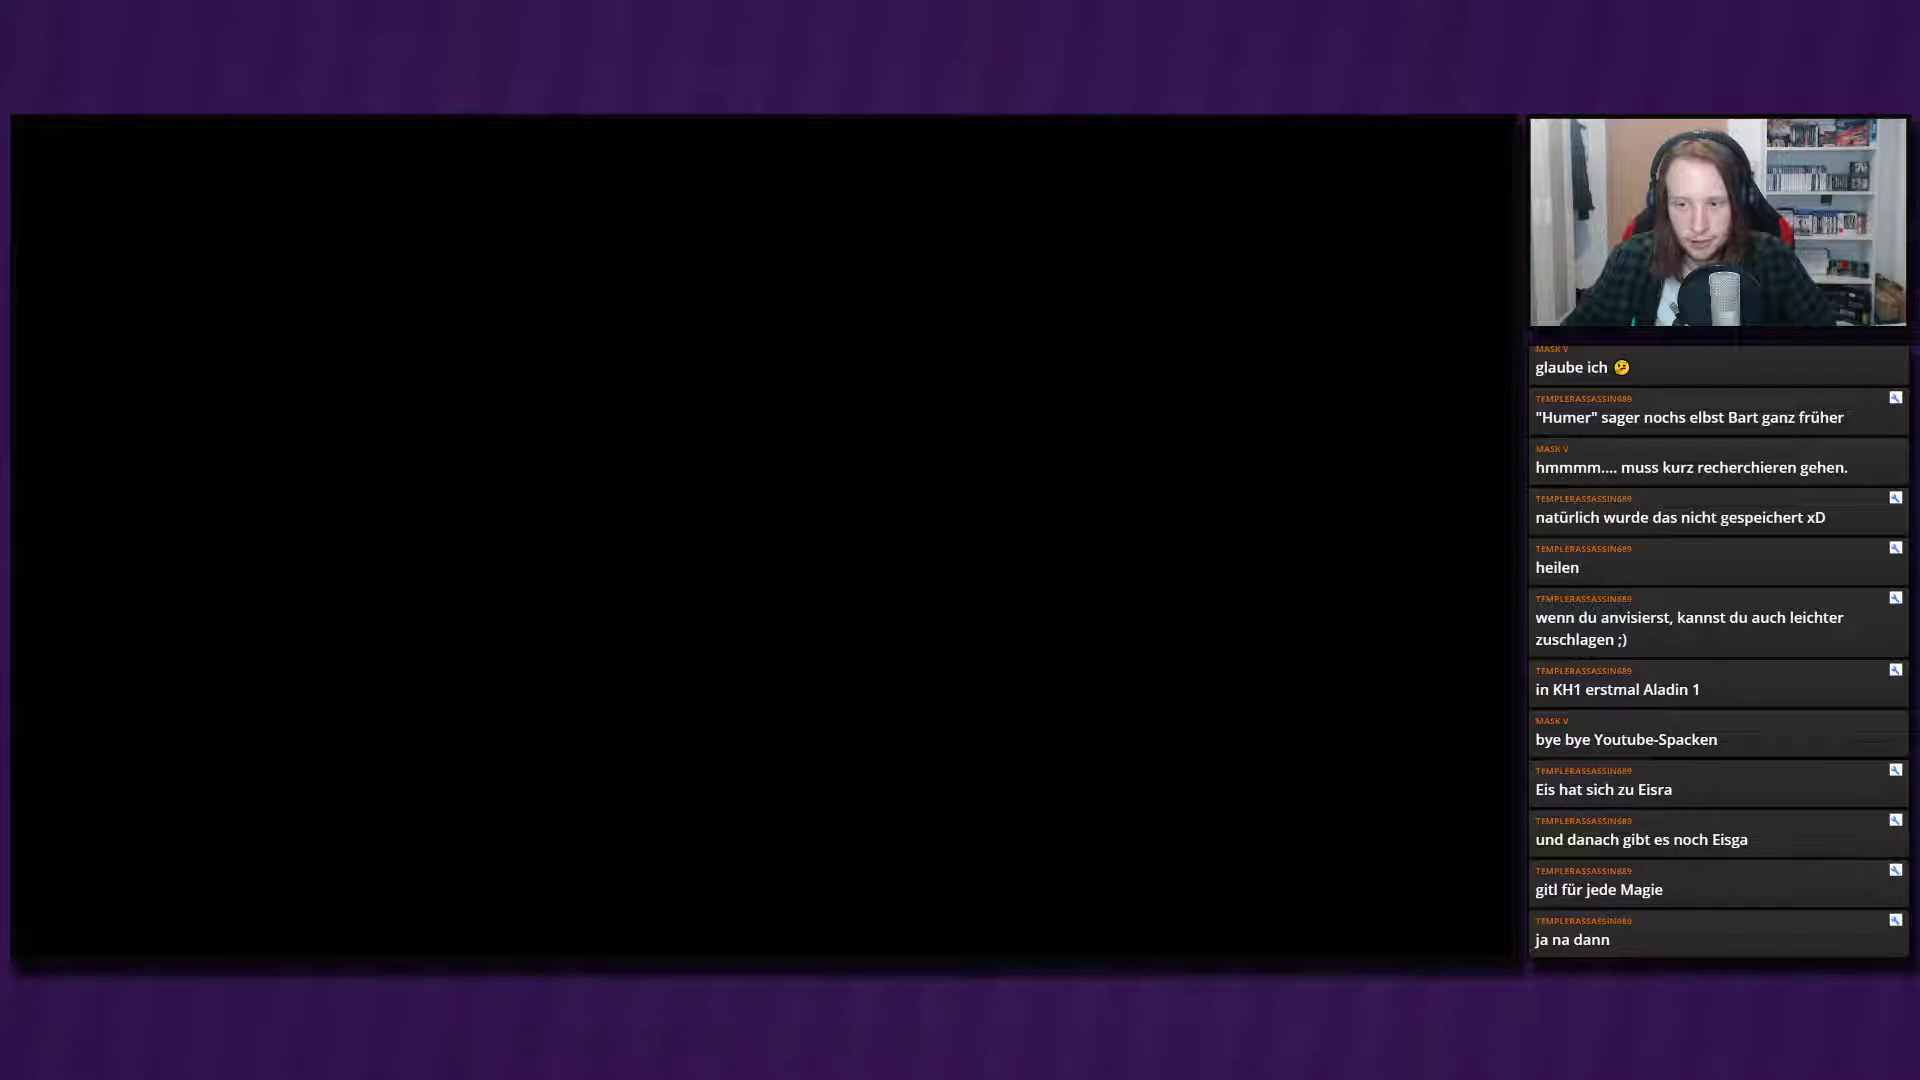 MASK V
glaube ich 🤔
TEMPLERASSASSIN689
"Humer" sager nochs elbst Bart ganz früher
MASK V
hmmmm.... muss kurz recherchieren gehen.
TEMPLERASSASSIN689
natürlich wurde das nicht gespeichert xD
TEMPLERASSASSIN689
heilen
TEMPLERASSASSIN689
wenn du anvisierst, kannst du auch leichter
zuschlagen ;)
TEMPLERASSASSIN689
in KH1 erstmal Aladin 1
MASK V
bye bye Youtube-Spacken
TEMPLERASSASSIN689
Eis hat sich zu Eisra
TEMPLERASSASSIN689
und danach gibt es noch Eisga
TEMPLERASSASSIN689
gitl für jede Magie
TEMPLERASSASSIN689
ja na dann